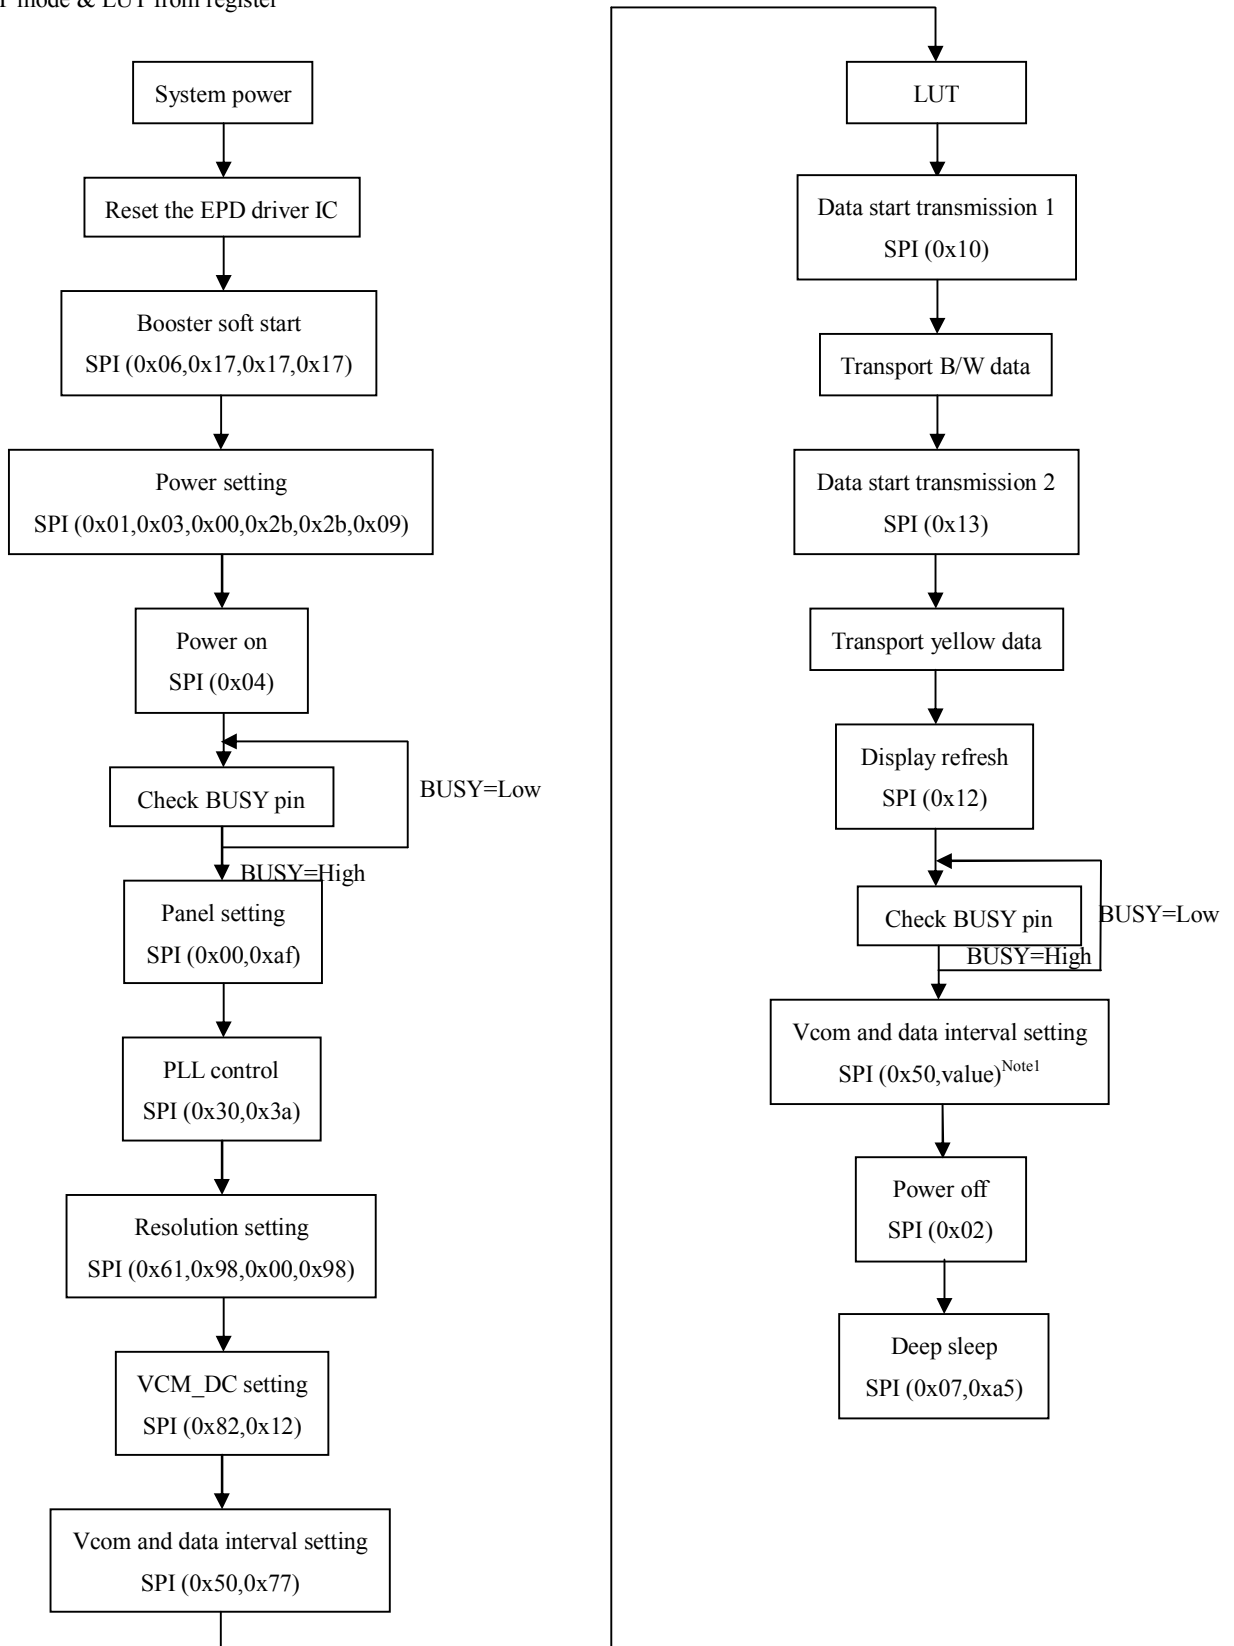 mode & LUT from register
System power
Reset the EPD driver IC
Booster soft start
SPI (0x06,0x17,0x17,0x17)
Power setting
SPI (0x01,0x03,0x00,0x2b,0x2b,0x09)
Power on
SPI (0x04)
Check BUSY pin
BUSY=Low
BUSY=High
Panel setting
SPI (0x00,0xaf)
PLL control
SPI (0x30,0x3a)
Resolution setting
SPI (0x61,0x98,0x00,0x98)
VCM_DC setting
SPI (0x82,0x12)
Vcom and data interval setting
SPI (0x50,0x77)
LUT
Data start transmission 1
SPI (0x10)
Transport B/W data
Data start transmission 2
SPI (0x13)
Transport yellow data
Display refresh
SPI (0x12)
Check BUSY pin
BUSY=Low
BUSY=High
Vcom and data interval setting
SPI (0x50,value)Note1
Power off
SPI (0x02)
Deep sleep
SPI (0x07,0xa5)